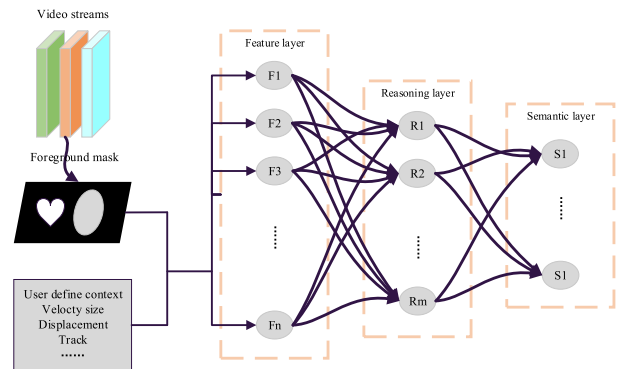 Video streams
Foreground mask
User define context
Velocty size
Displacement
Track
......
Feature layer
F1
F2
F3
......
Fn
Reasoning layer
R1
R2
......
Rm
Semantic layer
S1
......
S1